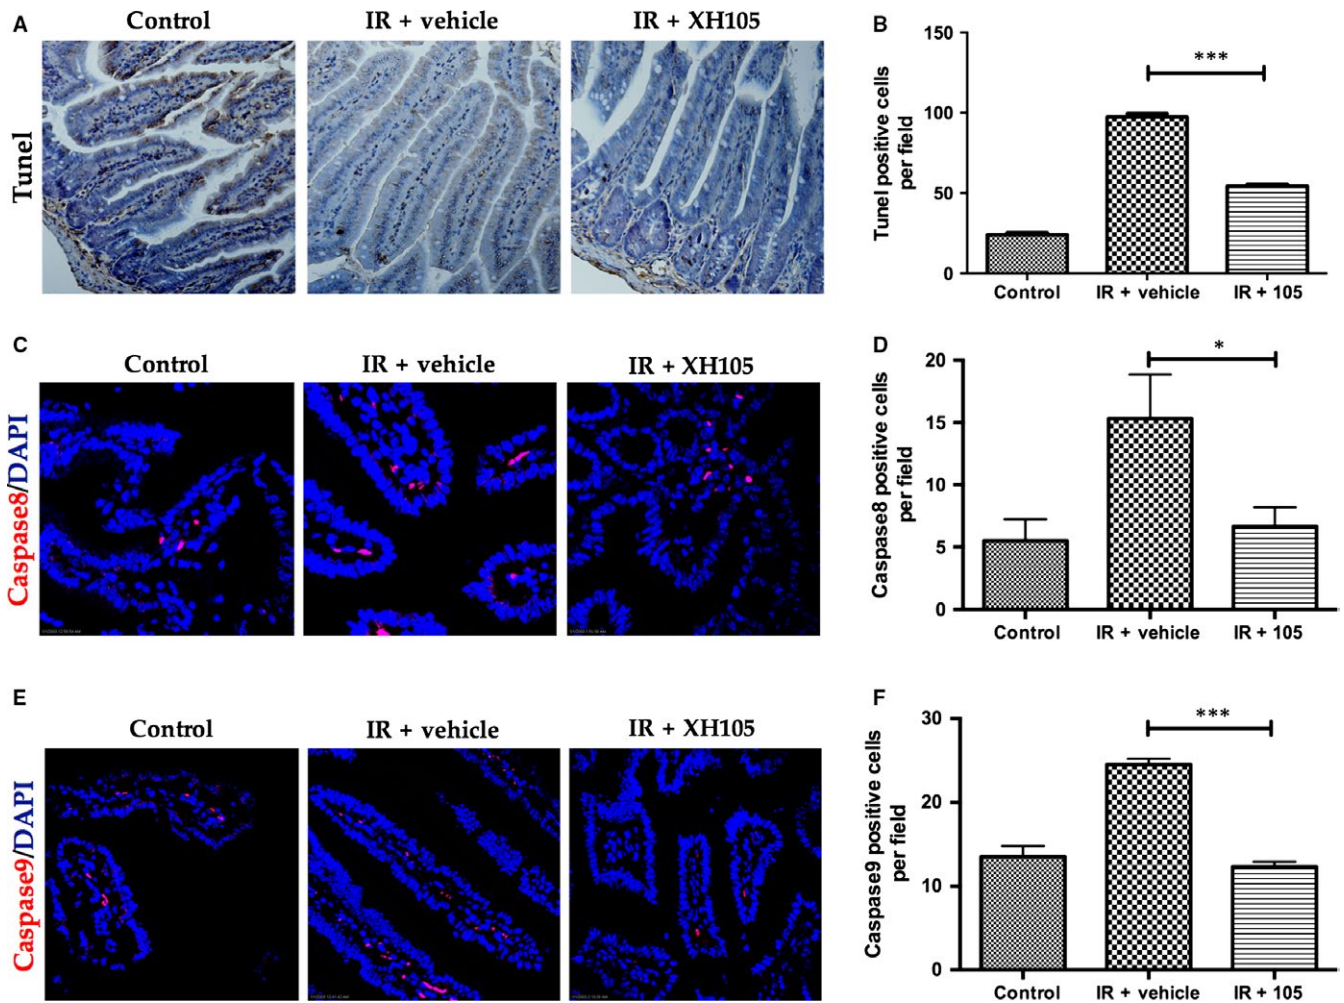 A
Control
IR + vehicle
IR + XH105
Tunel
B
Tunel positive cells
per field
150
100
50
0
***
Control
IR + vehicle
IR + 105
C
Control
IR + vehicle
IR + XH105
Caspase8/DAPI
D
Caspase8 positive cells
per field
20
15
10
5
0
*
Control
IR + vehicle
IR + 105
E
Control
IR + vehicle
IR + XH105
Caspase9/DAPI
F
Caspase9 positive cells
per field
30
20
10
0
***
Control
IR + vehicle
IR + 105